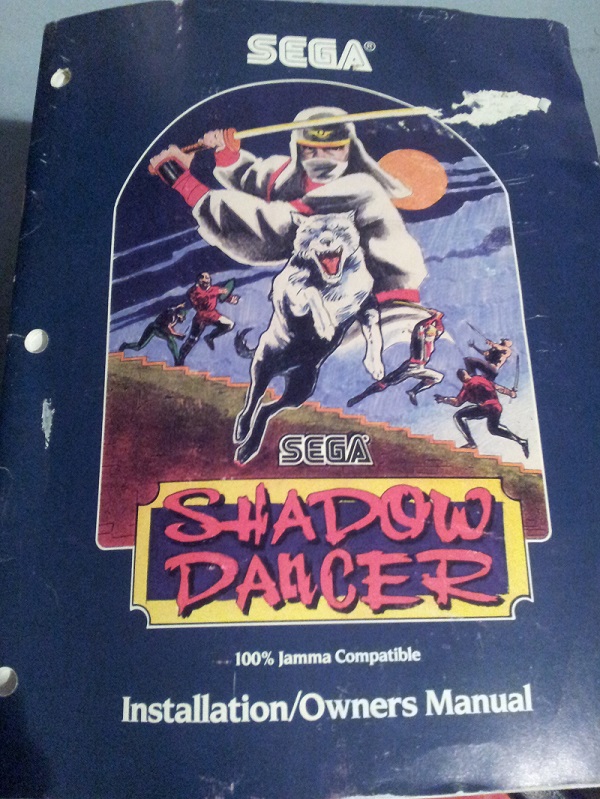 SEGA®
SEGA
SHADOW
DANCER
100% Jamma Compatible
Installation/Owners Manual